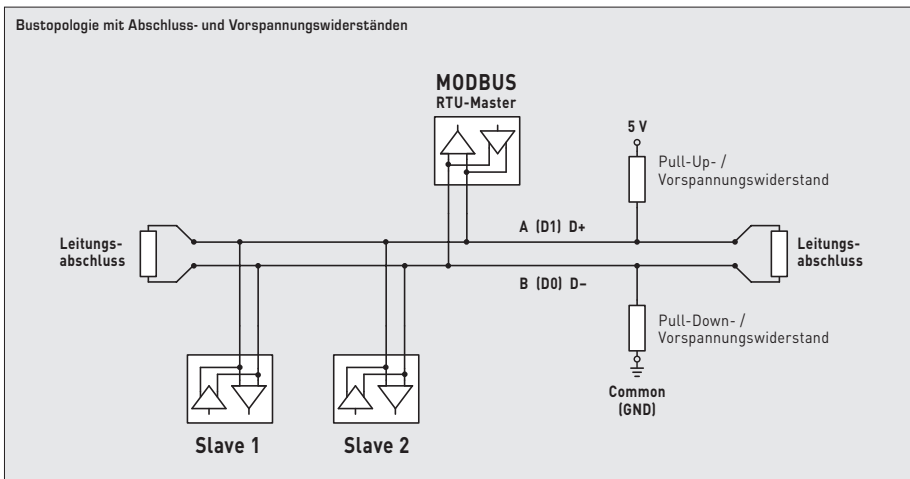 Bustopologie mit Abschluss- und Vorspannungswiderständen
MODBUS
RTU-Master
5 V
Pull-Up- /
Vorspannungswiderstand
A (D1) D+
Leitungs-
abschluss
Leitungs-
abschluss
B (D0) D–
Pull-Down- /
Vorspannungswiderstand
Common
(GND)
Slave 1
Slave 2